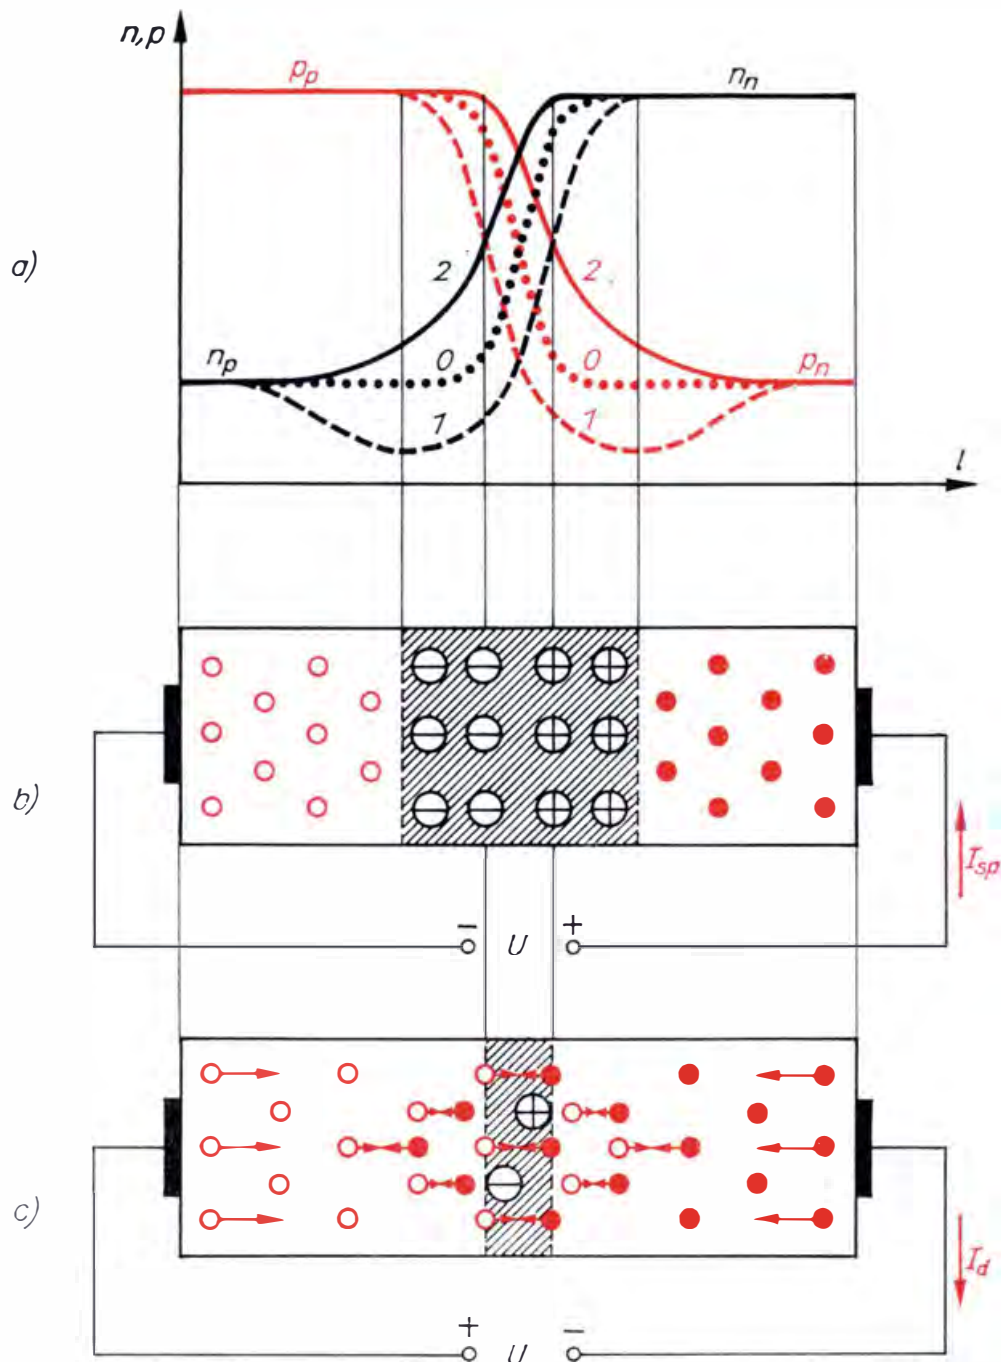 n,p
p_p
n_n
a)
2
2
n_p
0
0
p_n
1
1
l
b)
I_sp
− U +
c)
I_d
+ U −